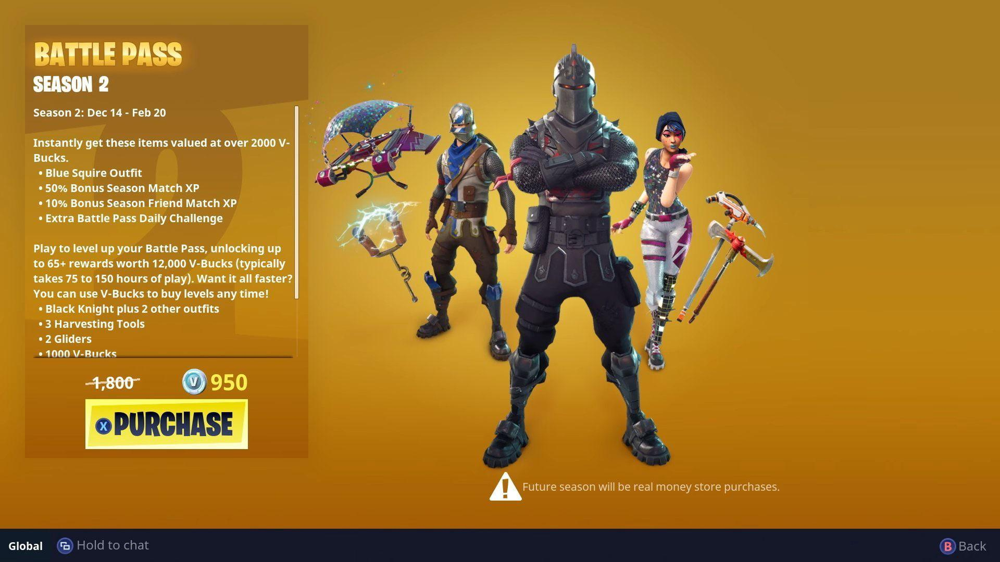 BATTLE PASS
SEASON 2
Season 2: Dec 14 - Feb 20
Instantly get these items valued at over 2000 V-
Bucks.
• Blue Squire Outfit
• 50% Bonus Season Match XP
• 10% Bonus Season Friend Match XP
• Extra Battle Pass Daily Challenge
Play to level up your Battle Pass, unlocking up
to 65+ rewards worth 12,000 V-Bucks (typically
takes 75 to 150 hours of play). Want it all faster?
You can use V-Bucks to buy levels any time!
• Black Knight plus 2 other outfits
• 3 Harvesting Tools
• 2 Gliders
• 1000 V-Bucks
1,800 V 950
X PURCHASE
Future season will be real money store purchases.
Global Hold to chat
B Back